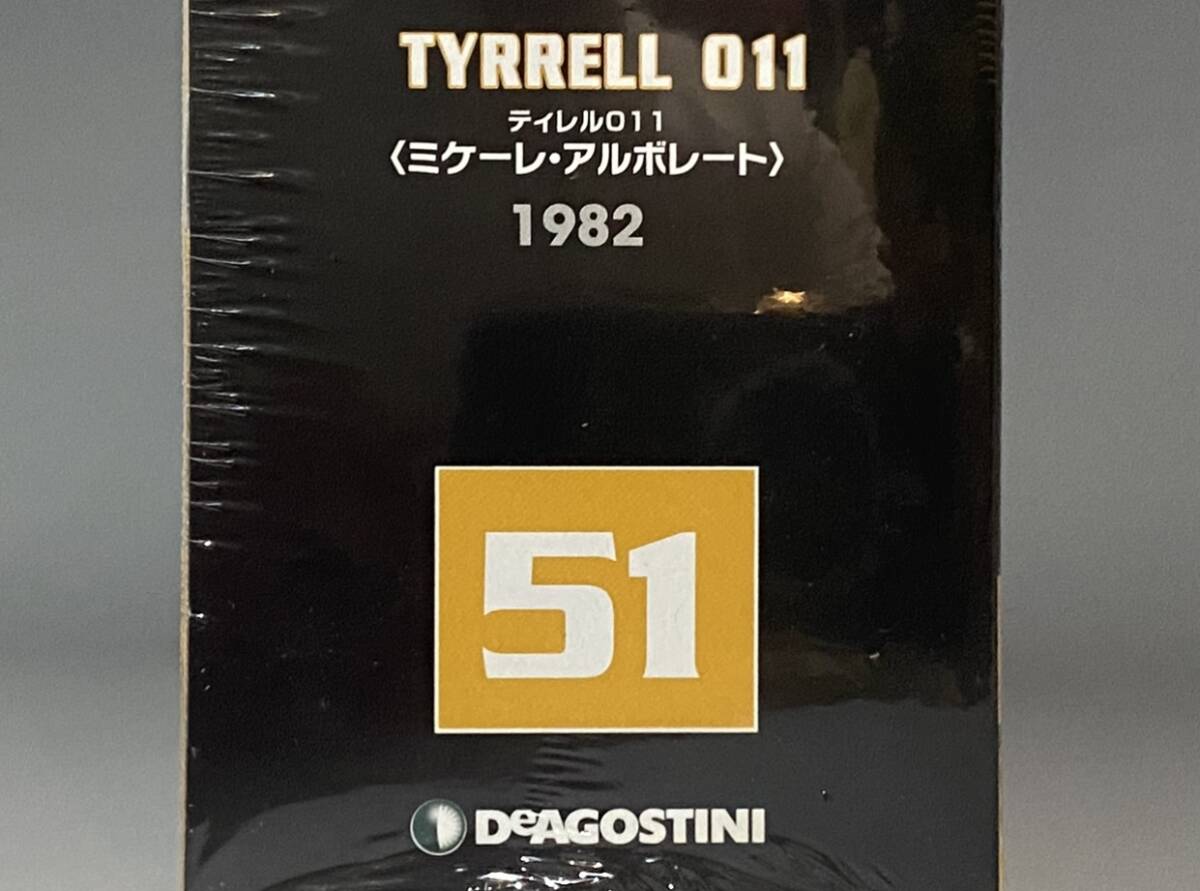 TYRRELL 011
ティレル011
〈ミケーレ・アルボレート〉
1982
51
DeAGOSTINI